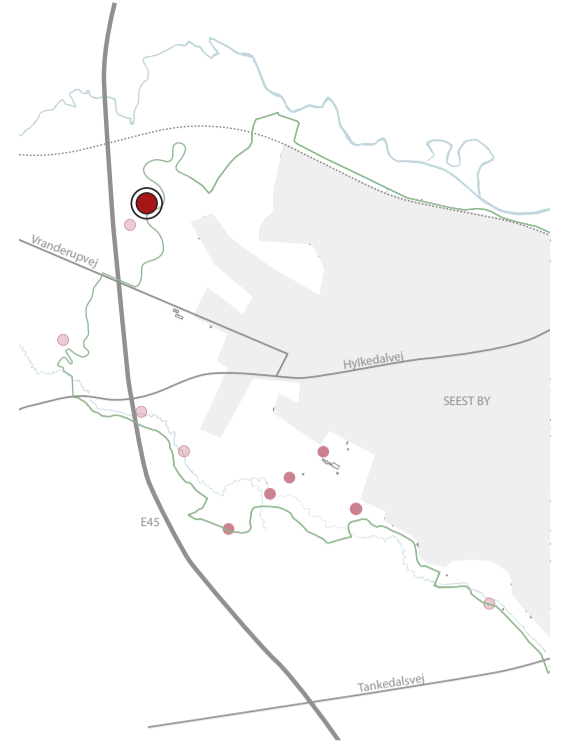 Vranderupvej
Hylkedalvej
SEEST BY
E45
Tankedalsvej